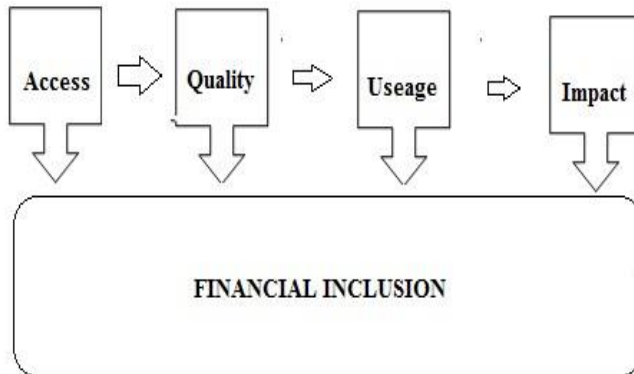 Access
Quality
Useage
Impact
FINANCIAL INCLUSION